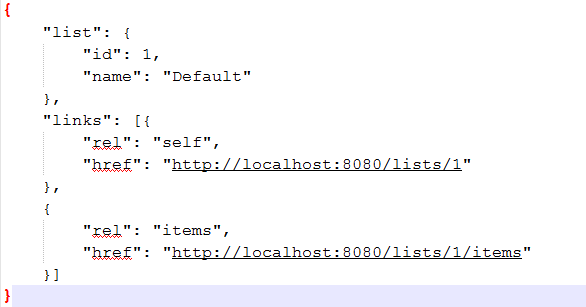 {
    "list": {
        "id": 1,
        "name": "Default"
    },
    "links": [{
        "rel": "self",
        "href": "http://localhost:8080/lists/1"
    },
    {
        "rel": "items",
        "href": "http://localhost:8080/lists/1/items"
    }]
}